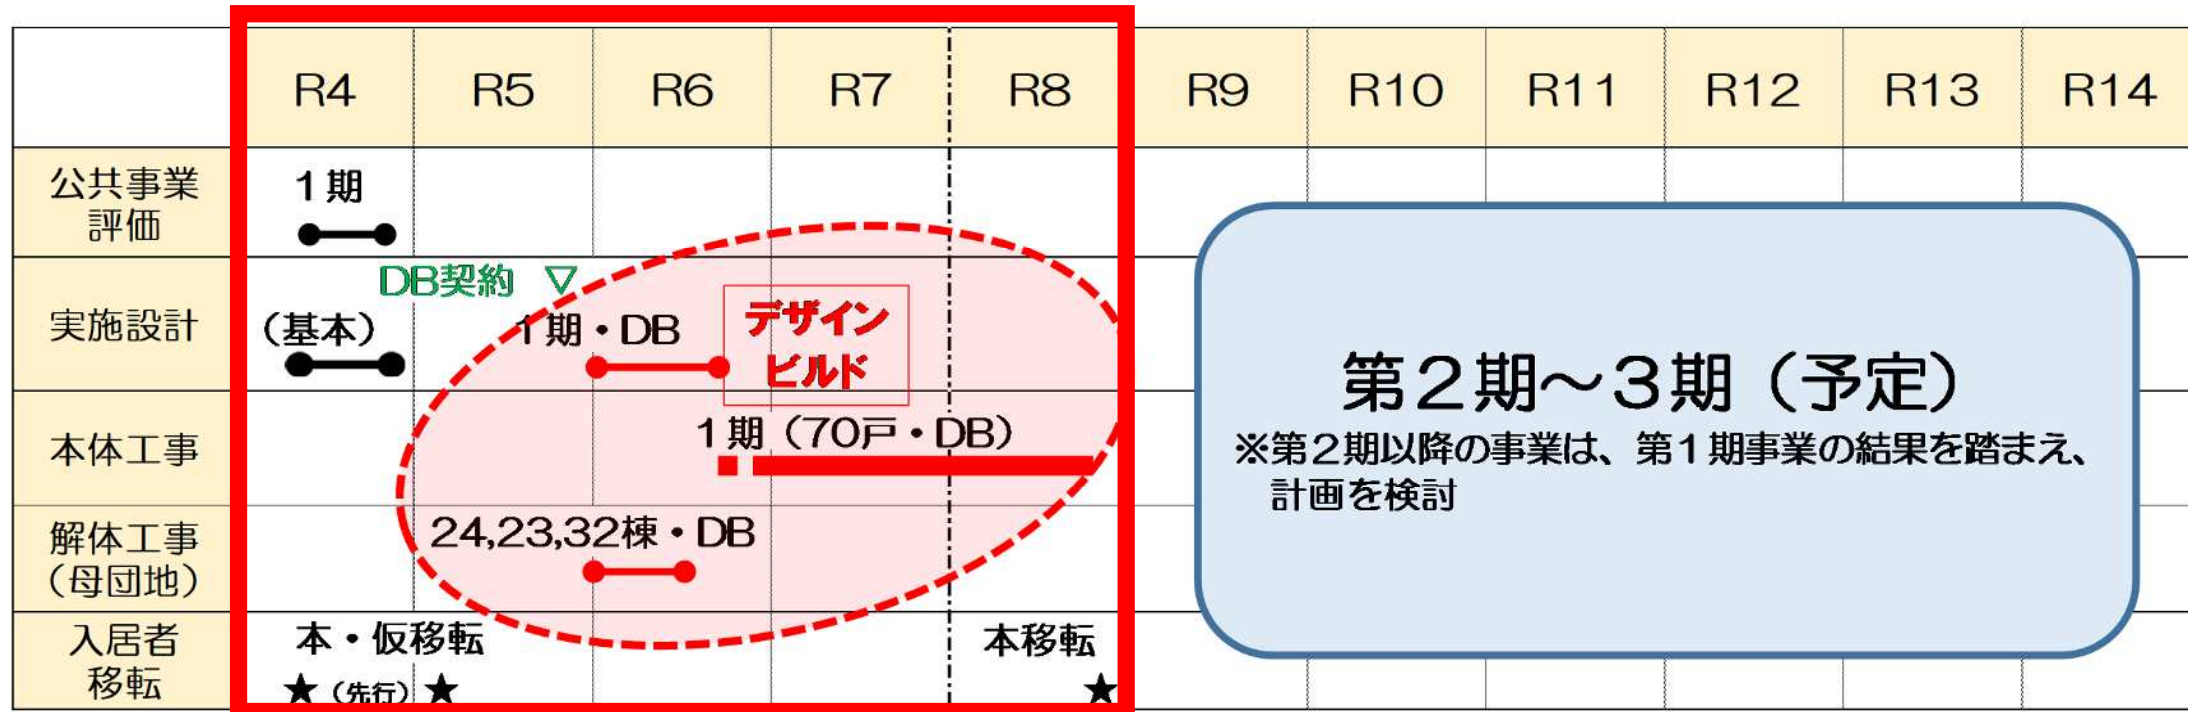 R4 R5 R6 R7 R8 R9 R10 R11 R12 R13 R14
公共事業
評価
1期
実施設計
DB契約 ▽
(基本)
1期・DB
デザイン
ビルド
本体工事
1期(70戸・DB)
解体工事
(母団地)
24,23,32棟・DB
入居者
移転
本・仮移転
★(先行)★
本移転
★
第2期~3期(予定)
※第2期以降の事業は、第1期事業の結果を踏まえ、
計画を検討